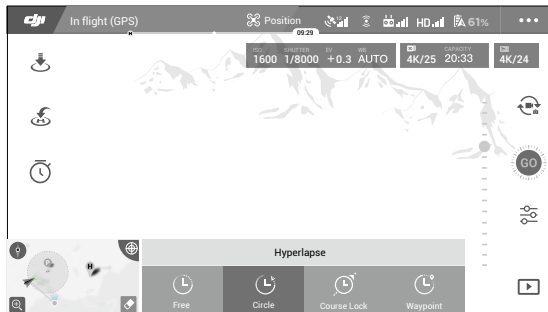 dji In flight (GPS) Position HD 61%
H 09:29
ISO SHUTTER EV WB CAPACITY
1600 1/8000 +0.3 AUTO 4K/25 20:33 4K/24
H
GO
Hyperlapse
H
Free Circle Course Lock Waypoint